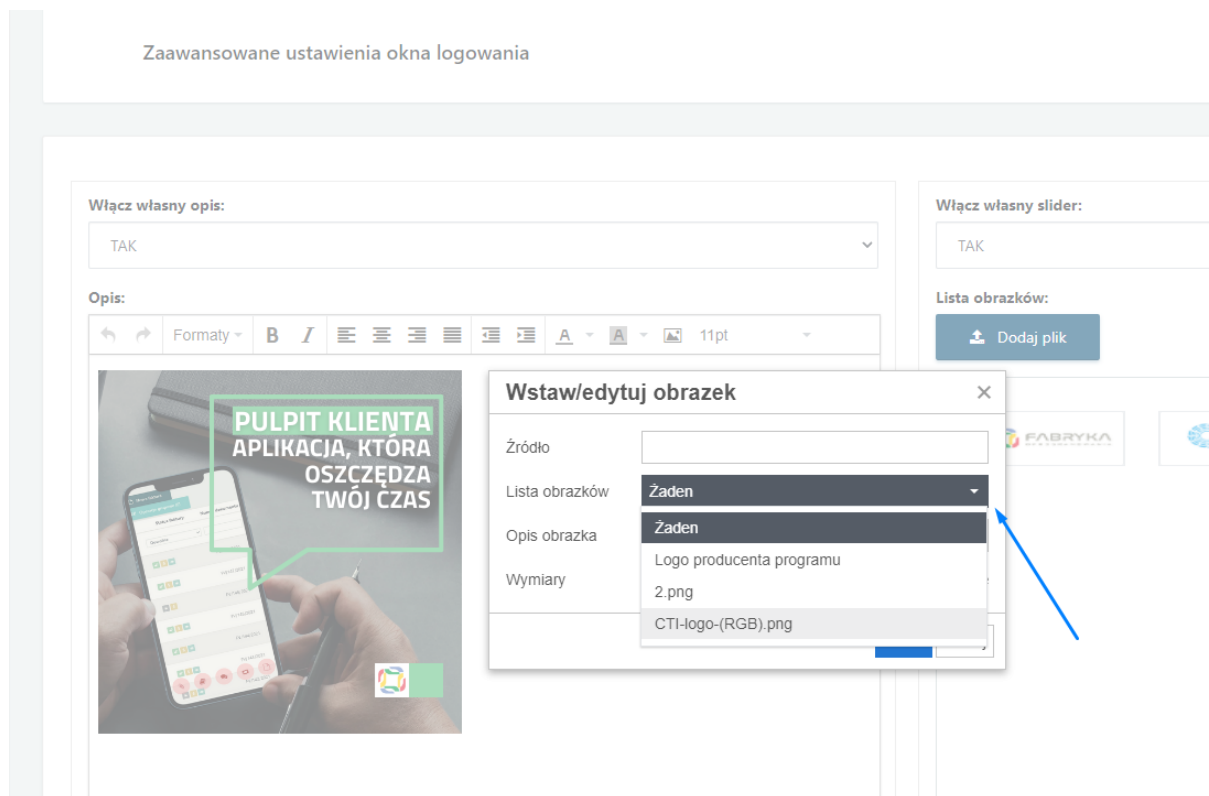 Zaawansowane ustawienia okna logowania
Włącz własny opis:
TAK
Opis:
Formaty
B I
A
A
11pt
PULPIT KLIENTA
APLIKACJA, KTÓRA
OSZCZĘDZA
TWÓJ CZAS
Wstaw/edytuj obrazek
Źródło
Lista obrazków
Żaden
Opis obrazka
Wymiary
Żaden
Logo producenta programu
2.png
CTI-logo-(RGB).png
Włącz własny slider:
TAK
Lista obrazków:
Dodaj plik
FABRYKA